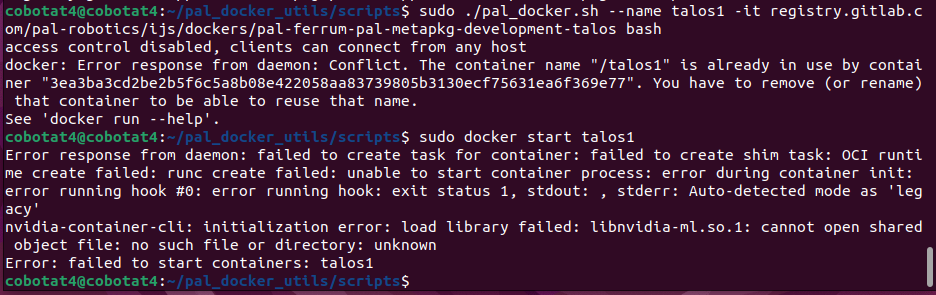 cobotat4@cobotat4:~/pal_docker_utils/scripts$ sudo ./pal_docker.sh --name talos1 -it registry.gitlab.c
om/pal-robotics/ijs/dockers/pal-ferrum-pal-metapkg-development-talos bash
access control disabled, clients can connect from any host
docker: Error response from daemon: Conflict. The container name "/talos1" is already in use by contai
ner "3ea3ba3cd2be2b5f6c5a8b08e422058aa83739805b3130ecf75631ea6f369e77". You have to remove (or rename)
 that container to be able to reuse that name.
See 'docker run --help'.
cobotat4@cobotat4:~/pal_docker_utils/scripts$ sudo docker start talos1
Error response from daemon: failed to create task for container: failed to create shim task: OCI runti
me create failed: runc create failed: unable to start container process: error during container init:
error running hook #0: error running hook: exit status 1, stdout: , stderr: Auto-detected mode as 'leg
acy'
nvidia-container-cli: initialization error: load library failed: libnvidia-ml.so.1: cannot open shared
 object file: no such file or directory: unknown
Error: failed to start containers: talos1
cobotat4@cobotat4:~/pal_docker_utils/scripts$